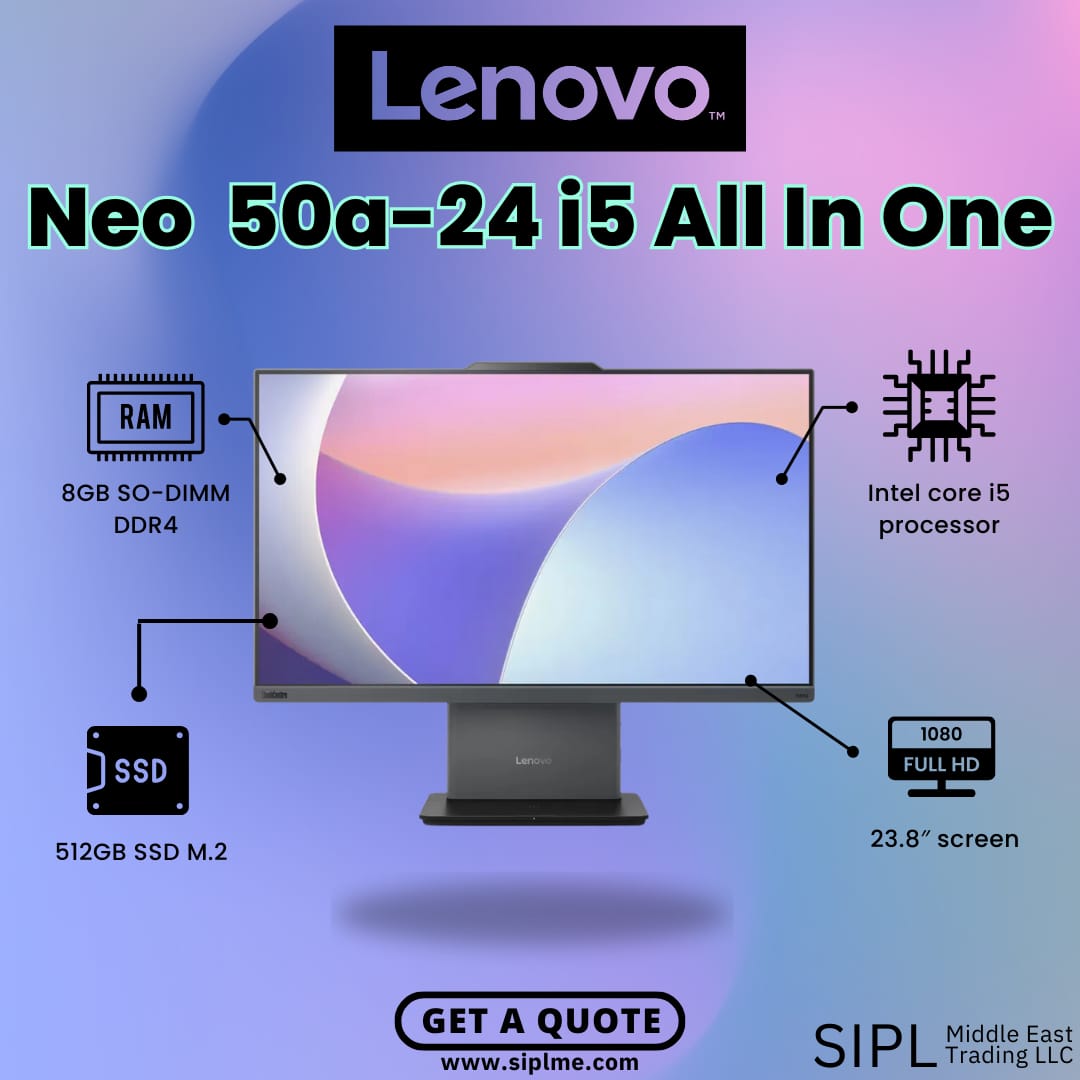 Lenovo™
Neo 50a-24 i5 All In One
RAM
8GB SO-DIMM
DDR4
Intel core i5
processor
ThinkCentre
Lenovo
SSD
512GB SSD M.2
1080
FULL HD
23.8″ screen
GET A QUOTE
www.siplme.com
SIPL Middle East
Trading LLC